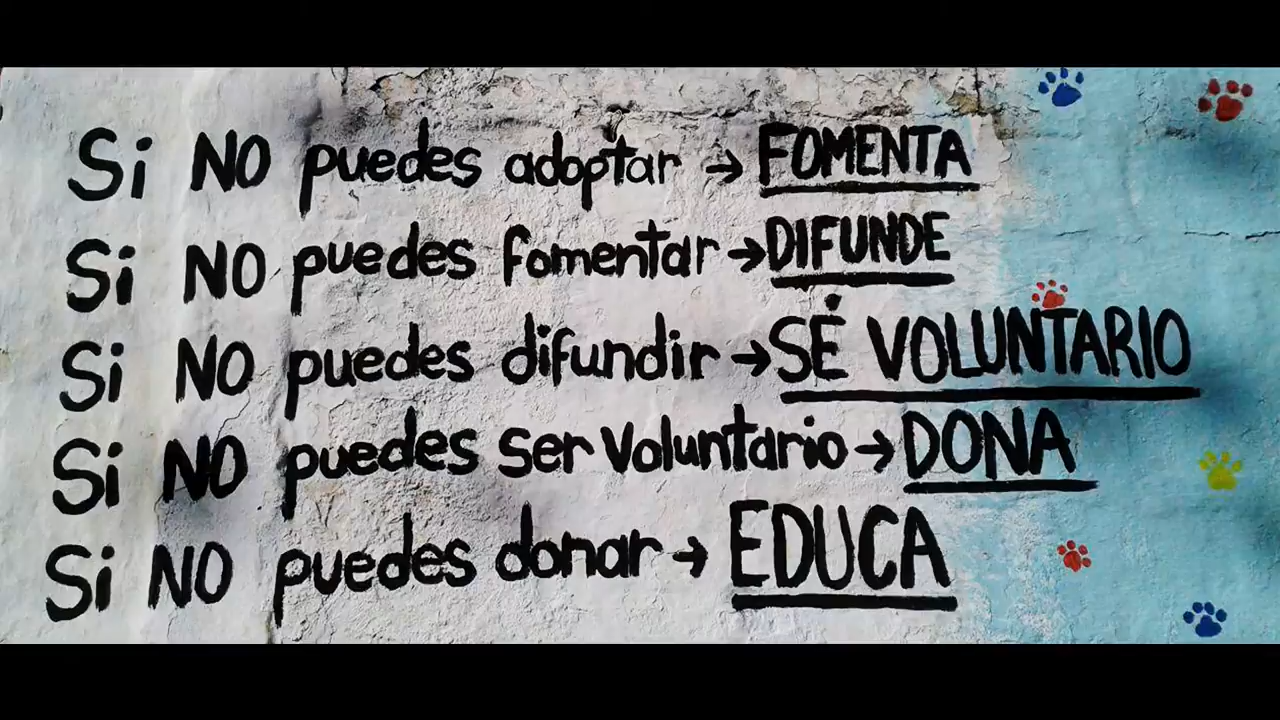 Si NO puedes adoptar → FOMENTA
Si NO puedes fomentar → DIFUNDE
Si NO puedes difundir → SÉ VOLUNTARIO
Si NO puedes ser voluntario → DONA
Si NO puedes donar → EDUCA